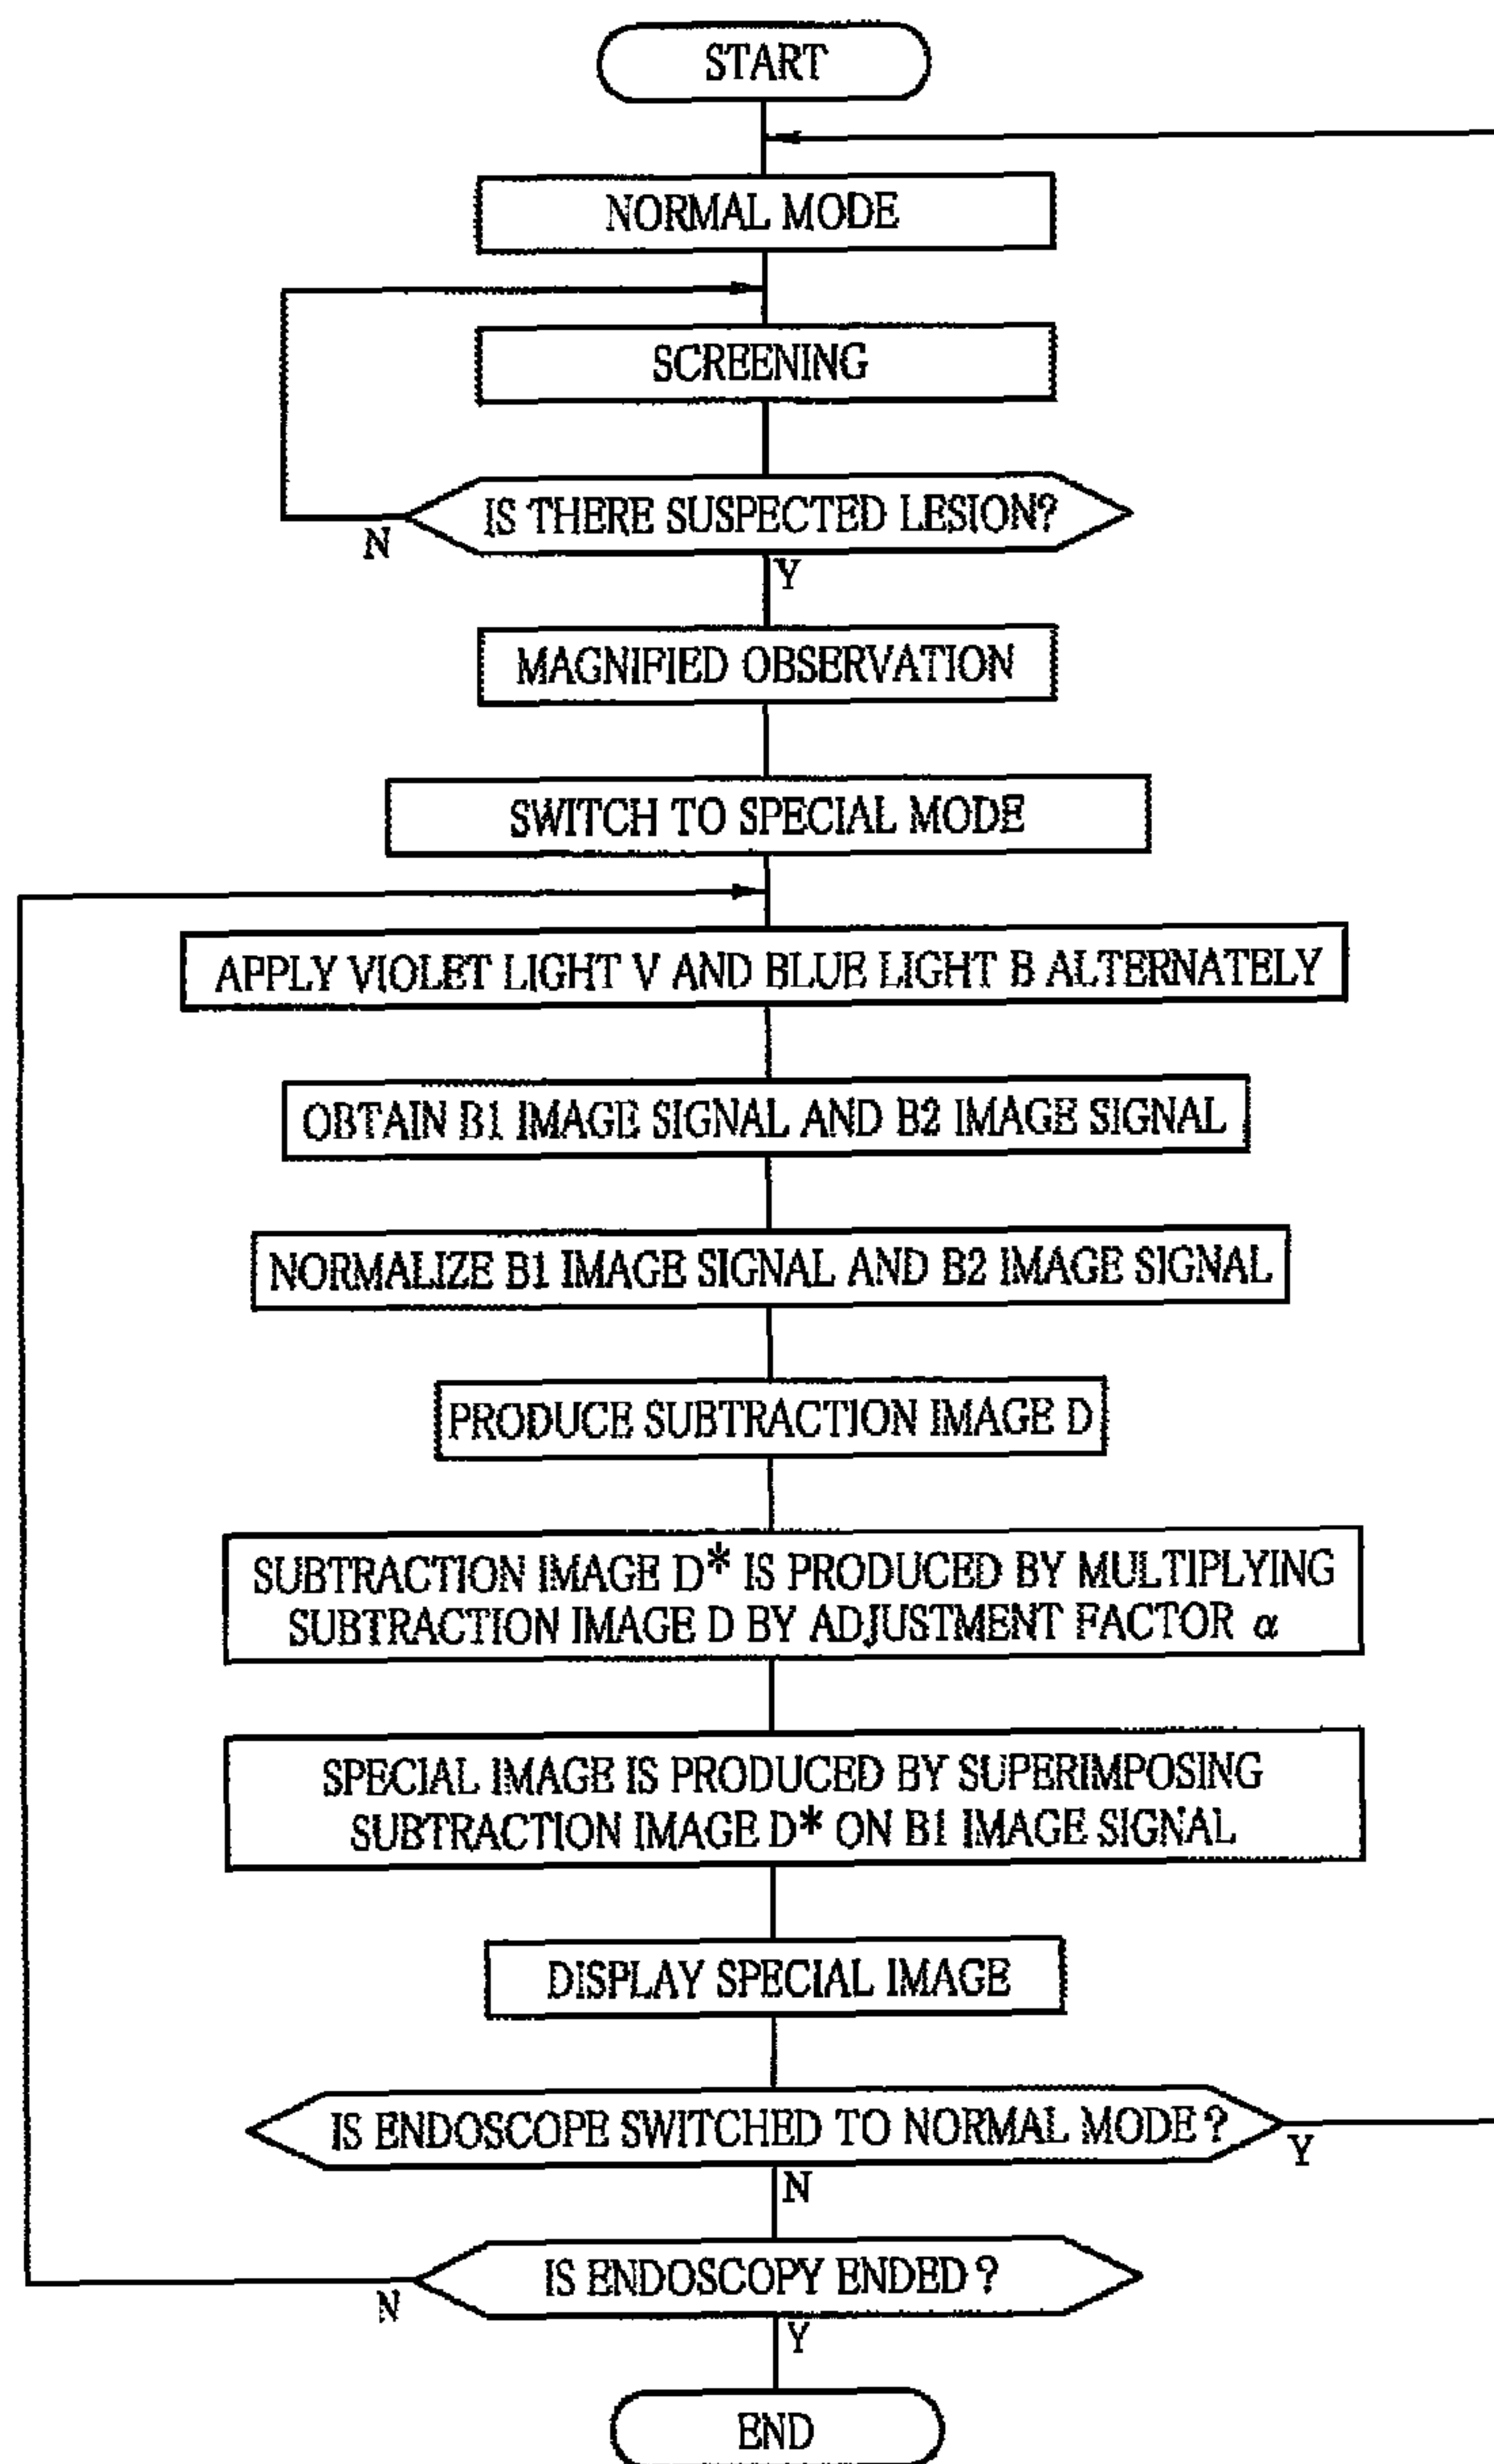 START
NORMAL MODE
SCREENING
IS THERE SUSPECTED LESION?
N
Y
MAGNIFIED OBSERVATION
SWITCH TO SPECIAL MODE
APPLY VIOLET LIGHT V AND BLUE LIGHT B ALTERNATELY
OBTAIN B1 IMAGE SIGNAL AND B2 IMAGE SIGNAL
NORMALIZE B1 IMAGE SIGNAL AND B2 IMAGE SIGNAL
PRODUCE SUBTRACTION IMAGE D
SUBTRACTION IMAGE D* IS PRODUCED BY MULTIPLYING
SUBTRACTION IMAGE D BY ADJUSTMENT FACTOR α
SPECIAL IMAGE IS PRODUCED BY SUPERIMPOSING
SUBTRACTION IMAGE D* ON B1 IMAGE SIGNAL
DISPLAY SPECIAL IMAGE
IS ENDOSCOPE SWITCHED TO NORMAL MODE ?
Y
N
IS ENDOSCOPY ENDED ?
N
Y
END